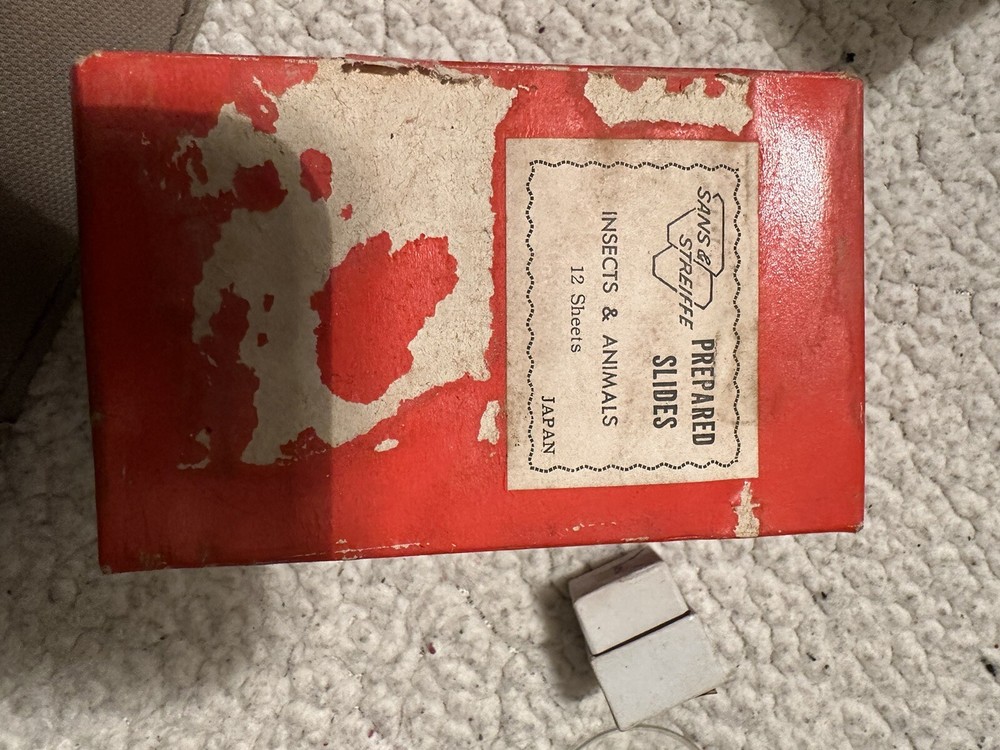 SANS &
STREIFFE
PREPARED
SLIDES
INSECTS & ANIMALS
12 Sheets
JAPAN